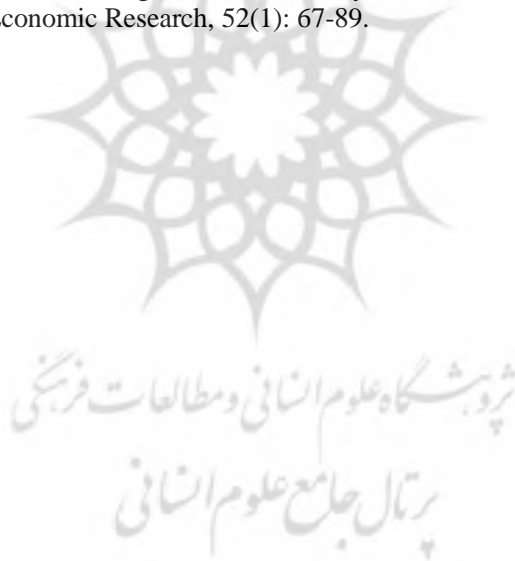 conomic Research, 52(1): 67-89.
پژوهشگاه علوم انسانی و مطالعات فرهنگی
پرتال جامع علوم انسانی